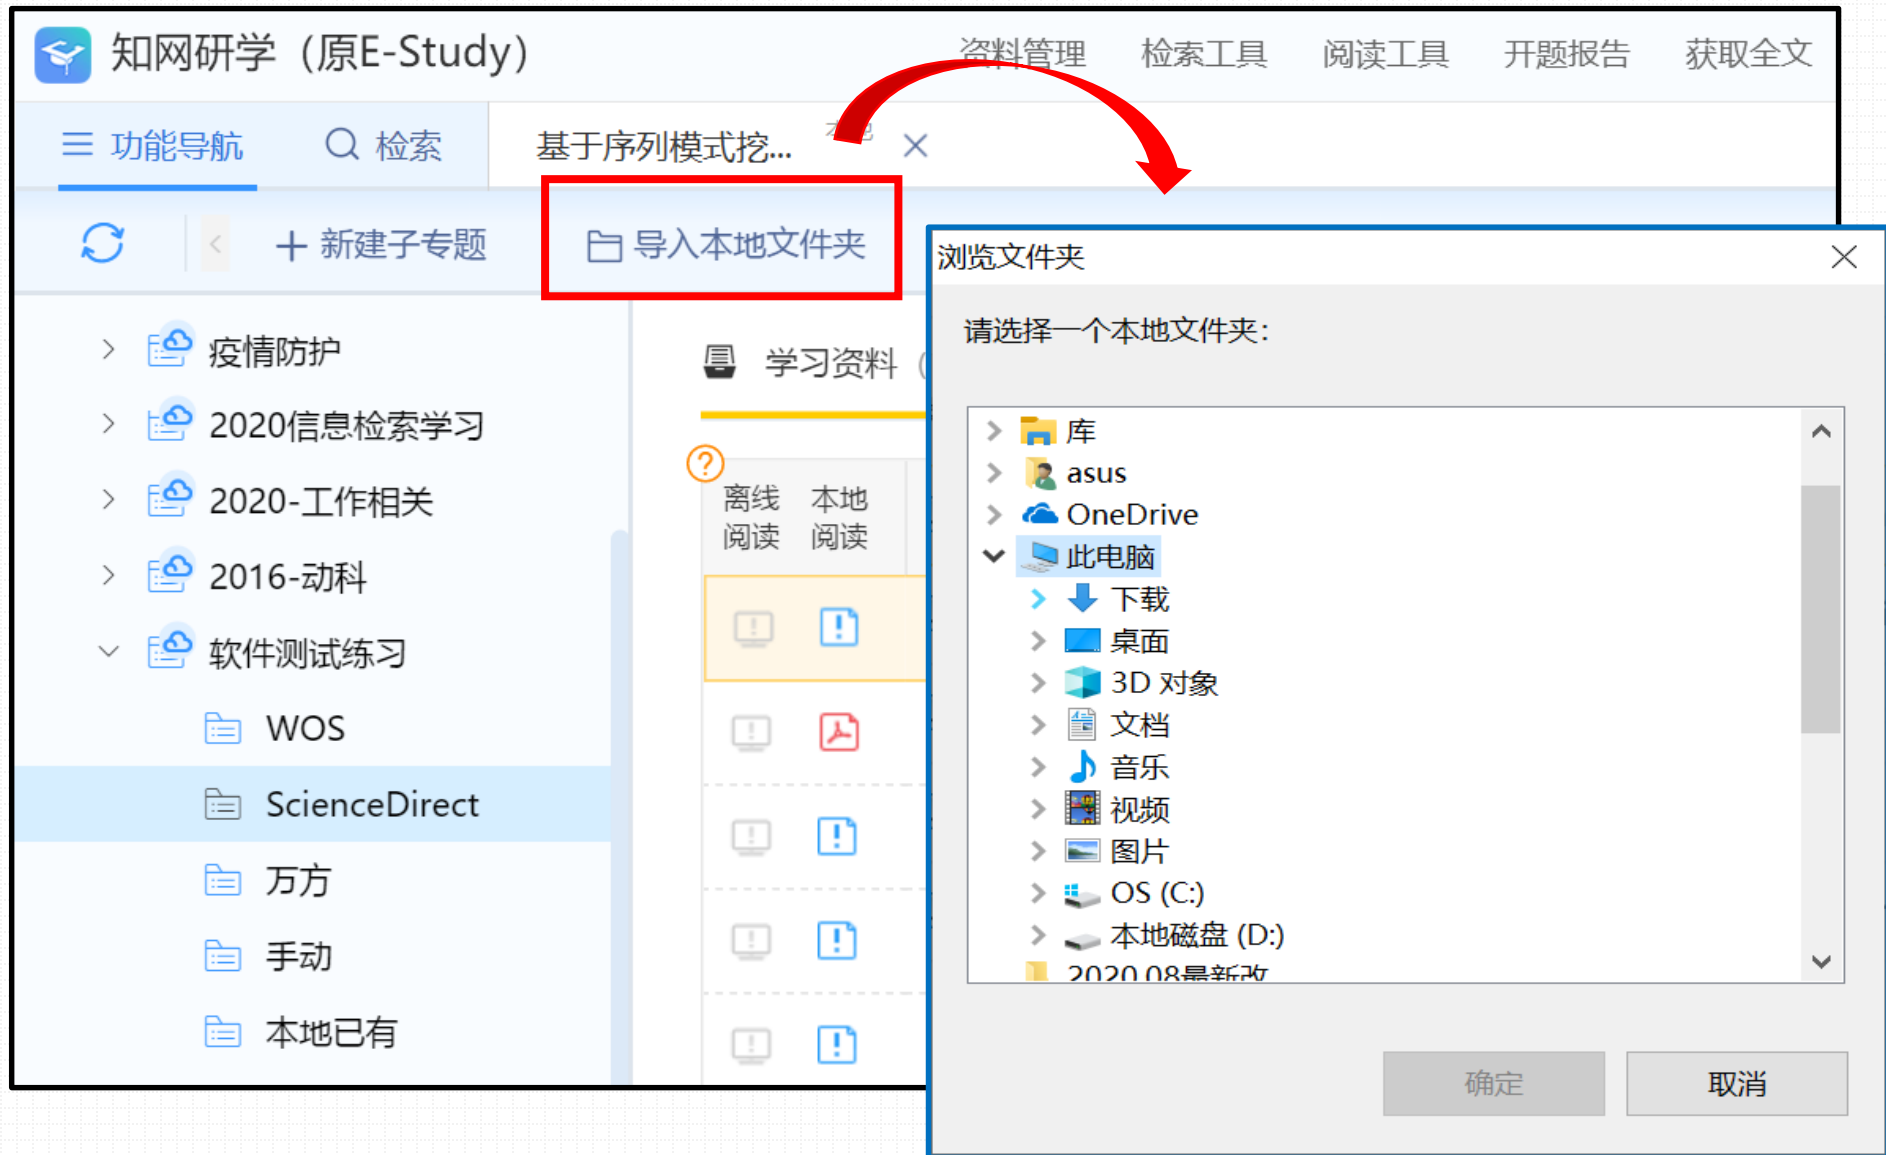 知网研学（原E-Study）
资料管理 检索工具 阅读工具 开题报告 获取全文
功能导航 检索 基于序列模式挖...
新建子专题 导入本地文件夹
疫情防护
2020信息检索学习
2020-工作相关
2016-动科
软件测试练习
WOS
ScienceDirect
万方
手动
本地已有
学习资料（
离线 本地
阅读 阅读
浏览文件夹
请选择一个本地文件夹：
库
asus
OneDrive
此电脑
下载
桌面
3D 对象
文档
音乐
视频
图片
OS (C:)
本地磁盘 (D:)
2020.08最新改
确定 取消